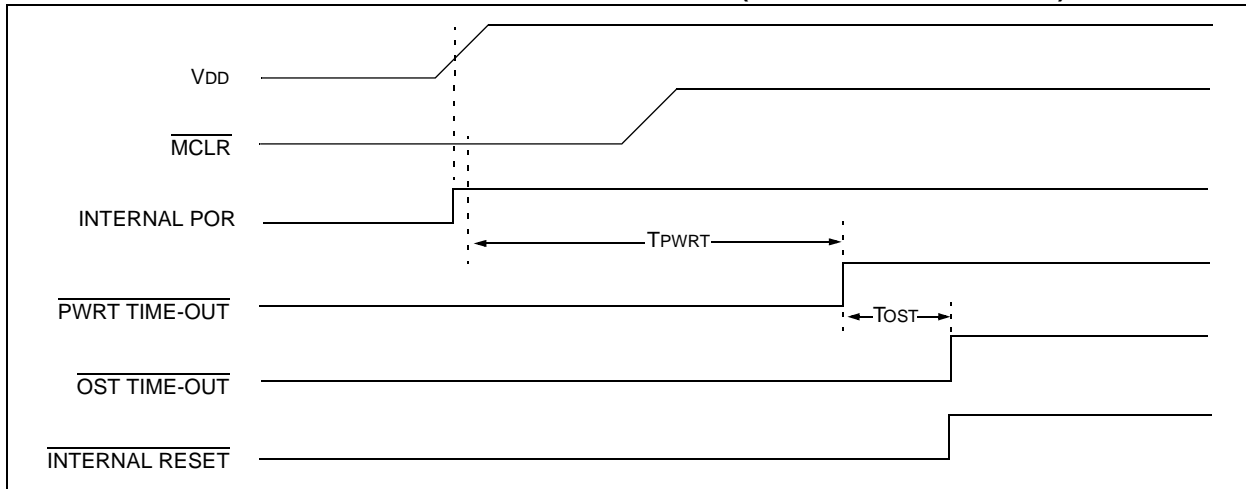 VDD
MCLR
INTERNAL POR
TPWRT
PWRT TIME-OUT
TOST
OST TIME-OUT
INTERNAL RESET